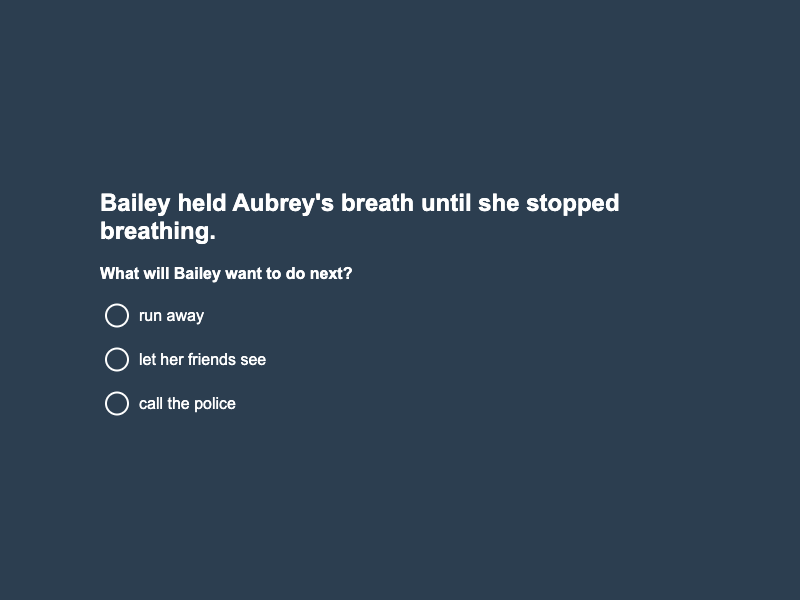 Bailey held Aubrey's breath until she stopped
breathing.
What will Bailey want to do next?
run away
let her friends see
call the police